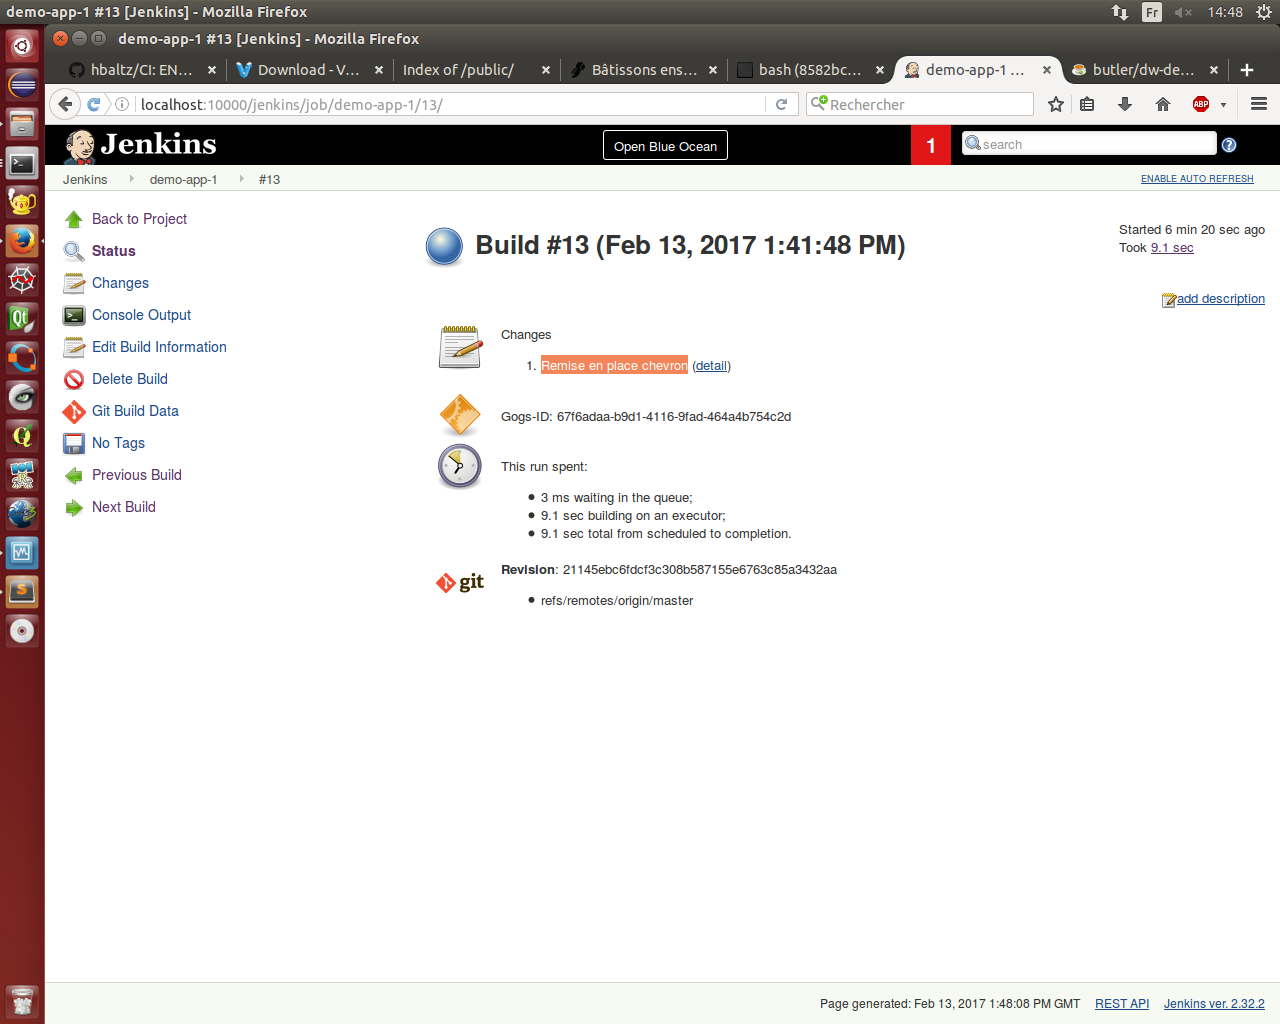 demo-app-1 #13 [Jenkins] - Mozilla Firefox
Fr
14:48
demo-app-1 #13 [Jenkins] - Mozilla Firefox
hbaltz/CI: EN...
Download - V...
Index of /public/
Bâtissons ens...
bash (8582bc...
demo-app-1 ...
butler/dw-de...
localhost:10000/jenkins/job/demo-app-1/13/
Rechercher
ABP
Jenkins
Open Blue Ocean
1
search
Jenkins
demo-app-1
#13
ENABLE AUTO REFRESH
Back to Project
Status
Changes
Console Output
Edit Build Information
Delete Build
Git Build Data
No Tags
Previous Build
Next Build
Build #13 (Feb 13, 2017 1:41:48 PM)
Started 6 min 20 sec ago
Took 9.1 sec
add description
Changes
1. Remise en place chevron (detail)
Gogs-ID: 67f6adaa-b9d1-4116-9fad-464a4b754c2d
This run spent:
3 ms waiting in the queue;
9.1 sec building on an executor;
9.1 sec total from scheduled to completion.
git
Revision: 21145ebc6fdcf3c308b587155e6763c85a3432aa
refs/remotes/origin/master
Page generated: Feb 13, 2017 1:48:08 PM GMT
REST API
Jenkins ver. 2.32.2